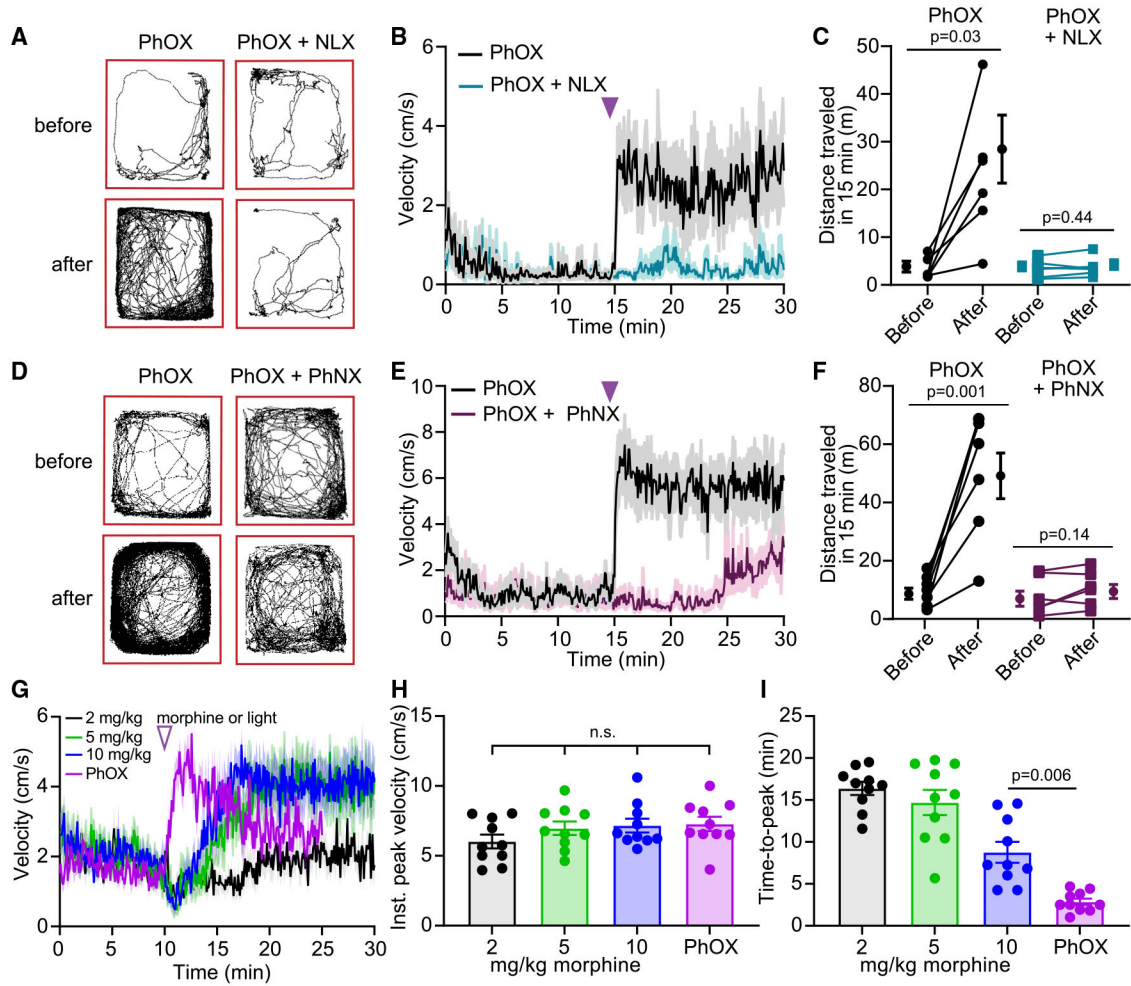 A
PhOX
PhOX + NLX
before
after
B
Velocity (cm/s)
6
4
2
0
PhOX
PhOX + NLX
0
5
10
15
20
25
30
Time (min)
C
PhOX
PhOX
+ NLX
p=0.03
p=0.44
Distance traveled
in 15 min (m)
50
40
30
20
10
0
Before
After
Before
After
D
PhOX
PhOX + PhNX
before
after
E
Velocity (cm/s)
10
8
6
4
2
0
PhOX
PhOX + PhNX
0
5
10
15
20
25
30
Time (min)
F
PhOX
PhOX
+ PhNX
p=0.001
p=0.14
Distance traveled
in 15 min (m)
80
60
40
20
0
Before
After
Before
After
G
Velocity (cm/s)
6
4
2
0
2 mg/kg
5 mg/kg
10 mg/kg
PhOX
morphine or light
0
5
10
15
20
25
30
Time (min)
H
Inst. peak velocity (cm/s)
15
10
5
0
n.s.
2
5
10
PhOX
mg/kg morphine
I
Time-to-peak (min)
25
20
15
10
5
0
p=0.006
2
5
10
PhOX
mg/kg morphine